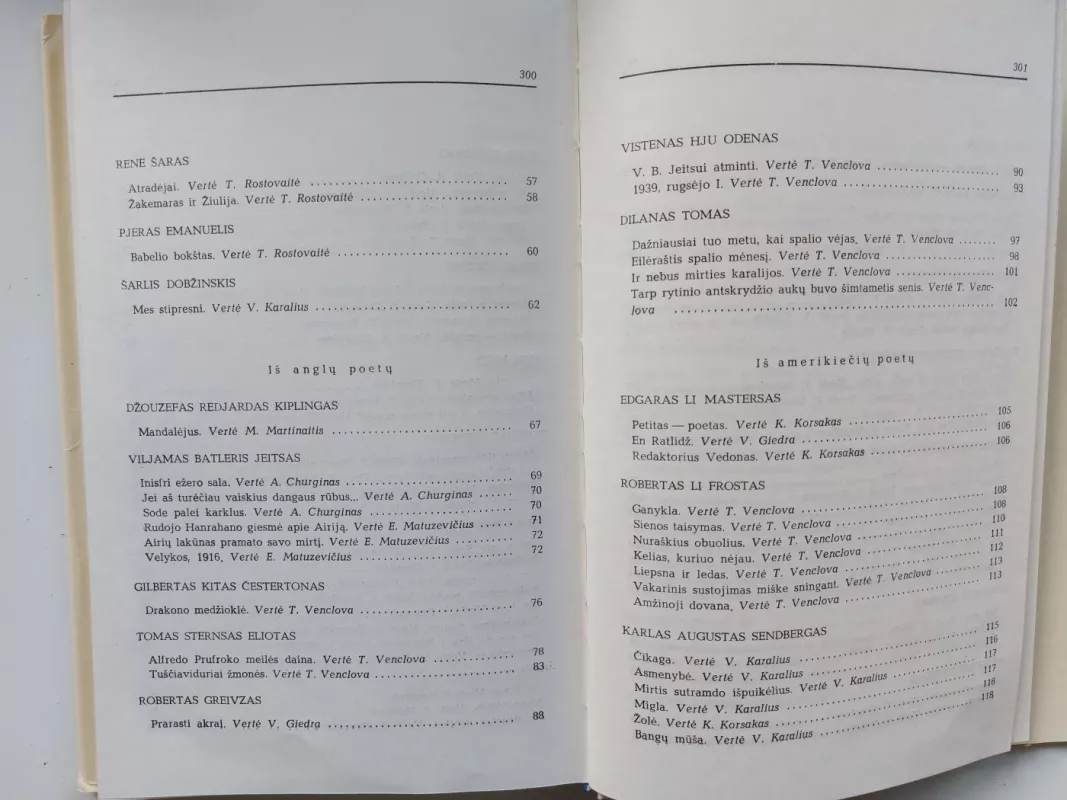 300
RENE ŠARAS
Atradėjai. Vertė T. Rostovaitė ................ 57
Žakemaras ir Žiulija. Vertė T. Rostovaitė ................ 58
PJERAS EMANUELIS
Babelio bokštas. Vertė T. Rostovaitė ................ 60
ŠARLIS DOBŽINSKIS
Mes stipresni. Vertė V. Karalius ................ 62
Iš anglų poetų
DŽOUZEFAS REDJARDAS KIPLINGAS
Mandalėjus. Vertė M. Martinaitis ................ 67
VILJAMAS BATLERIS JEITSAS
Inisfri ežero sala. Vertė A. Churginas ................ 69
Jei aš turėčiau vaiskius dangaus rūbus... Vertė A. Churginas ...... 70
Sode palei karklus. Vertė A. Churginas ................ 70
Rudojo Hanrahano giesmė apie Airiją. Vertė E. Matuzevičius ...... 71
Airių lakūnas pramato savo mirtį. Vertė E. Matuzevičius .......... 72
Velykos, 1916. Vertė E. Matuzevičius ................ 72
GILBERTAS KITAS ČESTERTONAS
Drakono medžioklė. Vertė T. Venclova ................ 76
TOMAS STERNSAS ELIOTAS
Alfredo Prufroko meilės daina. Vertė T. Venclova ............ 78
Tuščiaviduriai žmonės. Vertė T. Venclova ................ 83
ROBERTAS GREIVZAS
Prarasti akrai. Vertė V. Giedra ................ 88
301
VISTENAS HJU ODENAS
V. B. Jeitsui atminti. Vertė T. Venclova ................ 90
1939, rugsėjo I. Vertė T. Venclova ................ 93
DILANAS TOMAS
Dažniausiai tuo metu, kai spalio vėjas. Vertė T. Venclova ........ 97
Eilėraštis spalio mėnesį. Vertė T. Venclova ................ 98
Ir nebus mirties karalijos. Vertė T. Venclova ................ 101
Tarp rytinio antskrydžio aukų buvo šimtametis senis. Vertė T. Venc-
lova ................ 102
Iš amerikiečių poetų
EDGARAS LI MASTERSAS
Petitas — poetas. Vertė K. Korsakas ................ 105
En Ratlidž. Vertė V. Giedra ................ 106
Redaktorius Vedonas. Vertė K. Korsakas ................ 106
ROBERTAS LI FROSTAS
Ganykla. Vertė T. Venclova ................ 108
Sienos taisymas. Vertė T. Venclova ................ 108
Nuraškius obuolius. Vertė T. Venclova ................ 110
Kelias, kuriuo nėjau. Vertė T. Venclova ................ 111
Liepsna ir ledas. Vertė T. Venclova ................ 112
Vakarinis sustojimas miške sningant. Vertė T. Venclova .......... 113
Amžinoji dovana. Vertė T. Venclova ................ 113
KARLAS AUGUSTAS SENDBERGAS
Čikaga. Vertė V. Karalius ................ 115
Asmenybė. Vertė V. Karalius ................ 116
Mirtis sutramdo išpuikėlius. Vertė V. Karalius ................ 117
Migla. Vertė V. Karalius ................ 117
Žolė. Vertė K. Korsakas ................ 118
Bangų mūša. Vertė V. Karalius ................ 118